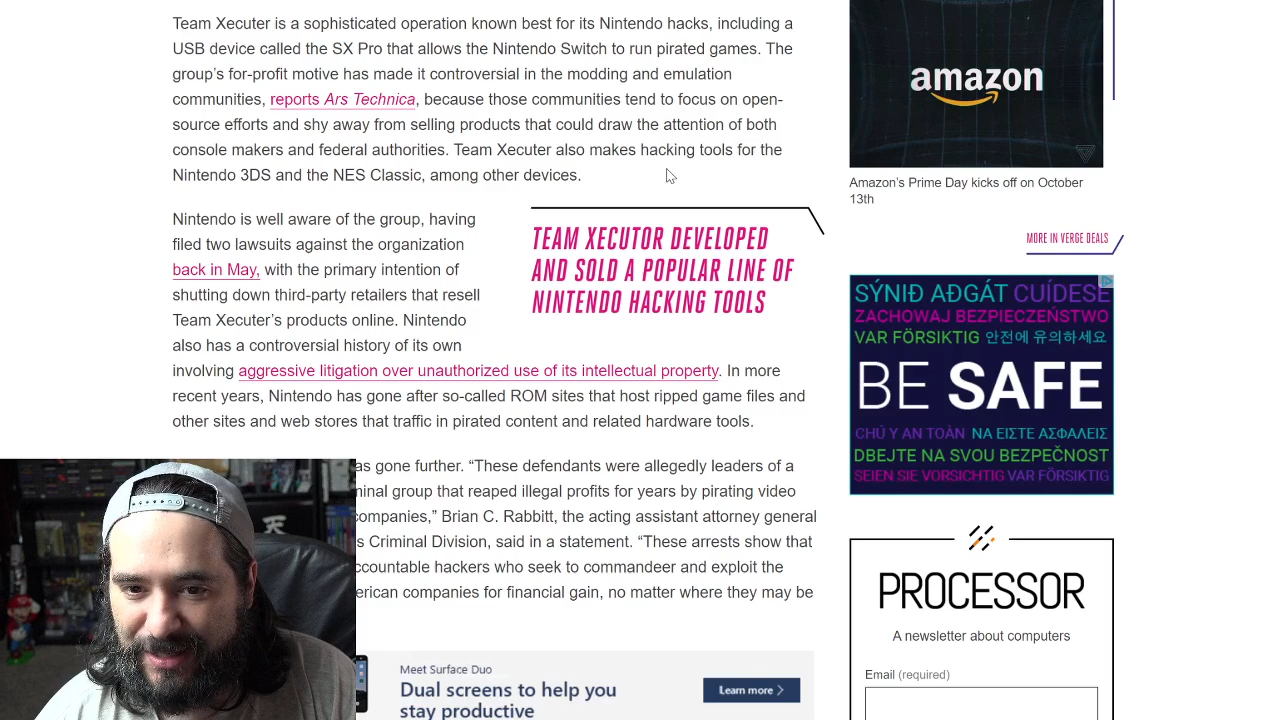 Team Xecuter is a sophisticated operation known best for its Nintendo hacks, including a
USB device called the SX Pro that allows the Nintendo Switch to run pirated games. The
group's for-profit motive has made it controversial in the modding and emulation
communities, reports Ars Technica, because those communities tend to focus on open-
source efforts and shy away from selling products that could draw the attention of both
console makers and federal authorities. Team Xecuter also makes hacking tools for the
Nintendo 3DS and the NES Classic, among other devices.
Nintendo is well aware of the group, having
filed two lawsuits against the organization
back in May, with the primary intention of
shutting down third-party retailers that resell
Team Xecuter's products online. Nintendo
also has a controversial history of its own
involving aggressive litigation over unauthorized use of its intellectual property. In more
recent years, Nintendo has gone after so-called ROM sites that host ripped game files and
other sites and web stores that traffic in pirated content and related hardware tools.
TEAM XECUTOR DEVELOPED
AND SOLD A POPULAR LINE OF
NINTENDO HACKING TOOLS
as gone further. “These defendants were allegedly leaders of a
minal group that reaped illegal profits for years by pirating video
companies,” Brian C. Rabbitt, the acting assistant attorney general
s Criminal Division, said in a statement. “These arrests show that
ccountable hackers who seek to commandeer and exploit the
erican companies for financial gain, no matter where they may be
Meet Surface Duo
Dual screens to help you
stay productive
Learn more
amazon
Amazon’s Prime Day kicks off on October
13th
MORE IN VERGE DEALS
SÝNIÐ AÐGÁT CUÍDESE
ZACHOWAJ BEZPIECZEŃSTWO
VAR FÖRSIKTIG 안전에 유의하세요
BE SAFE
CHÚ Ý AN TOÀN ΝΑ ΕΙΣΤΕ ΑΣΦΑΛΕΙΣ
DBEJTE NA SVOU BEZPEČNOST
SEIEN SIE VORSICHTIG VAR FÖRSIKTIG
PROCESSOR
A newsletter about computers
Email (required)